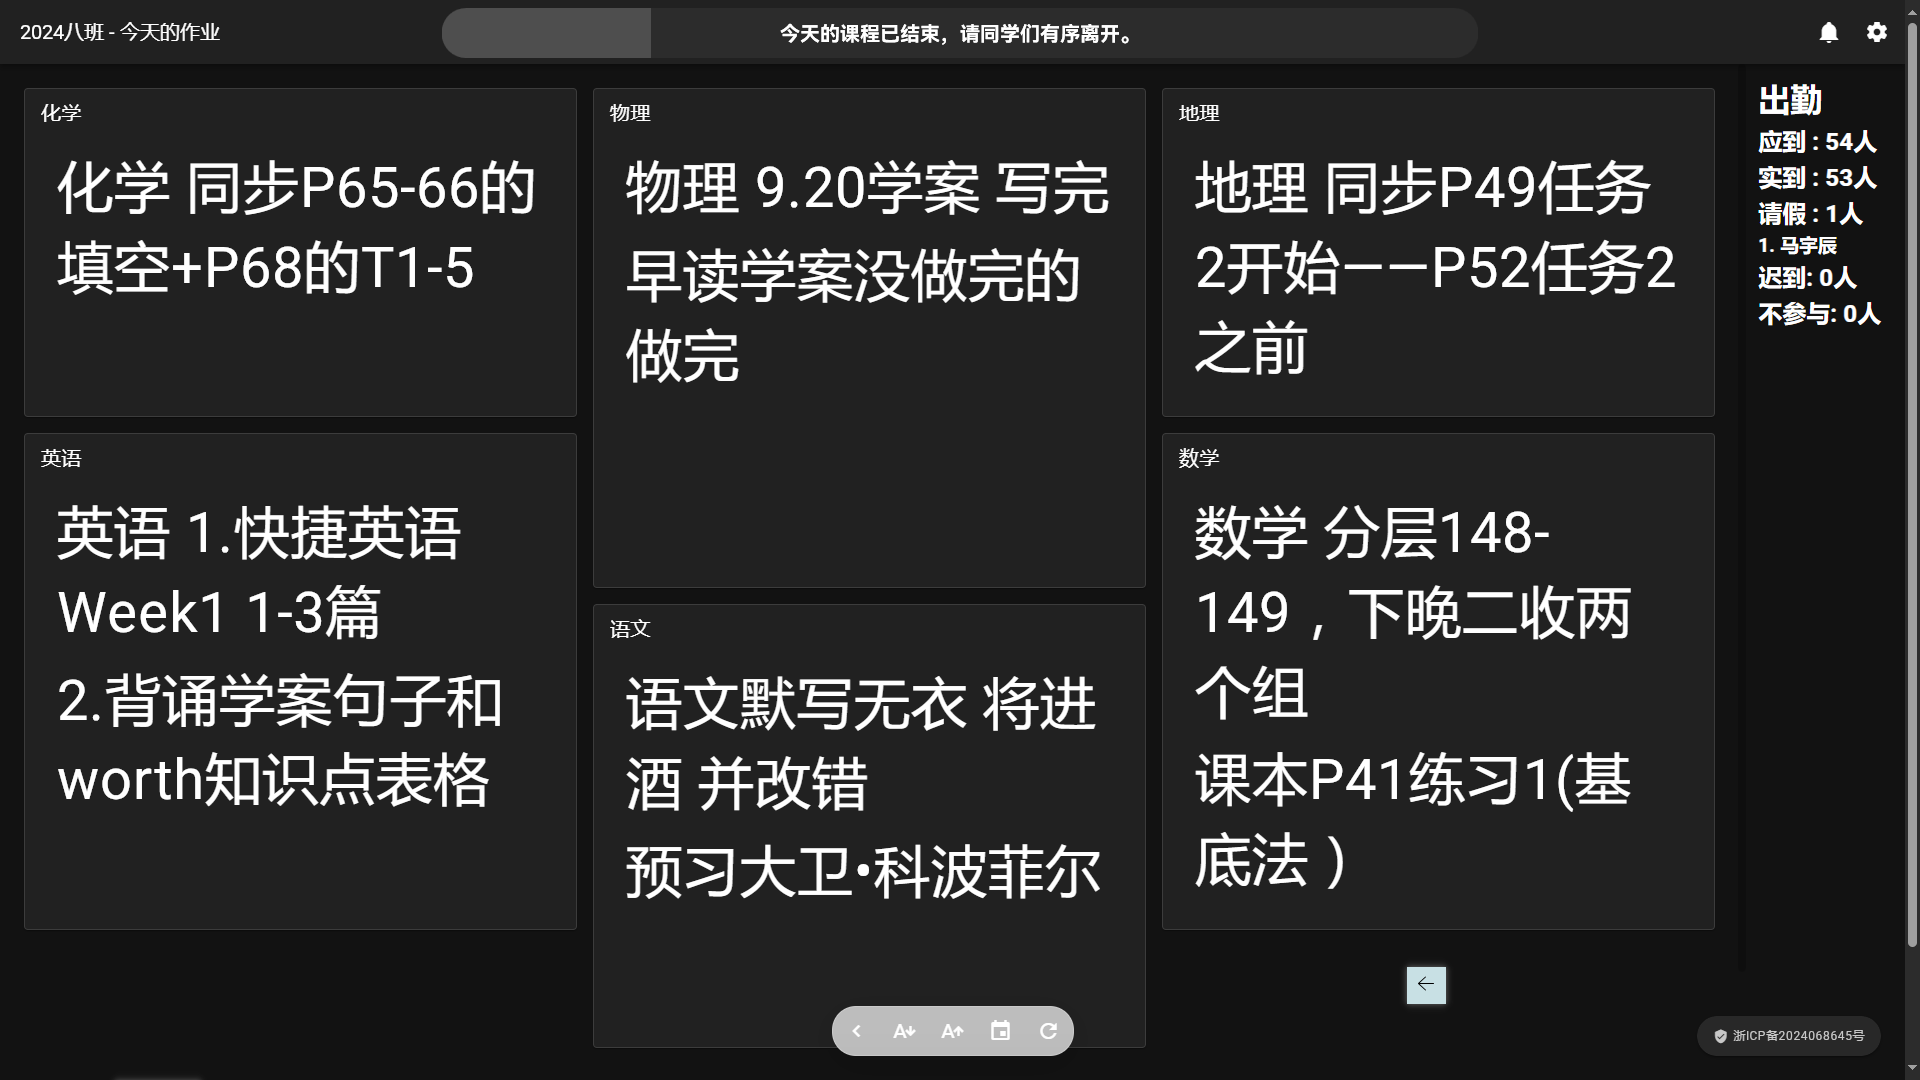 2024八班 - 今天的作业
今天的课程已结束，请同学们有序离开。
化学
化学 同步P65-66的
填空+P68的T1-5
物理
物理 9.20学案 写完
早读学案没做完的
做完
地理
地理 同步P49任务
2开始——P52任务2
之前
英语
英语 1.快捷英语
Week1 1-3篇
2.背诵学案句子和
worth知识点表格
语文
语文默写无衣 将进
酒 并改错
预习大卫•科波菲尔
数学
数学 分层148-
149，下晚二收两
个组
课本P41练习1(基
底法）
出勤
应到 : 54人
实到 : 53人
请假 : 1人
1. 马宇辰
迟到: 0人
不参与: 0人
浙ICP备2024068645号